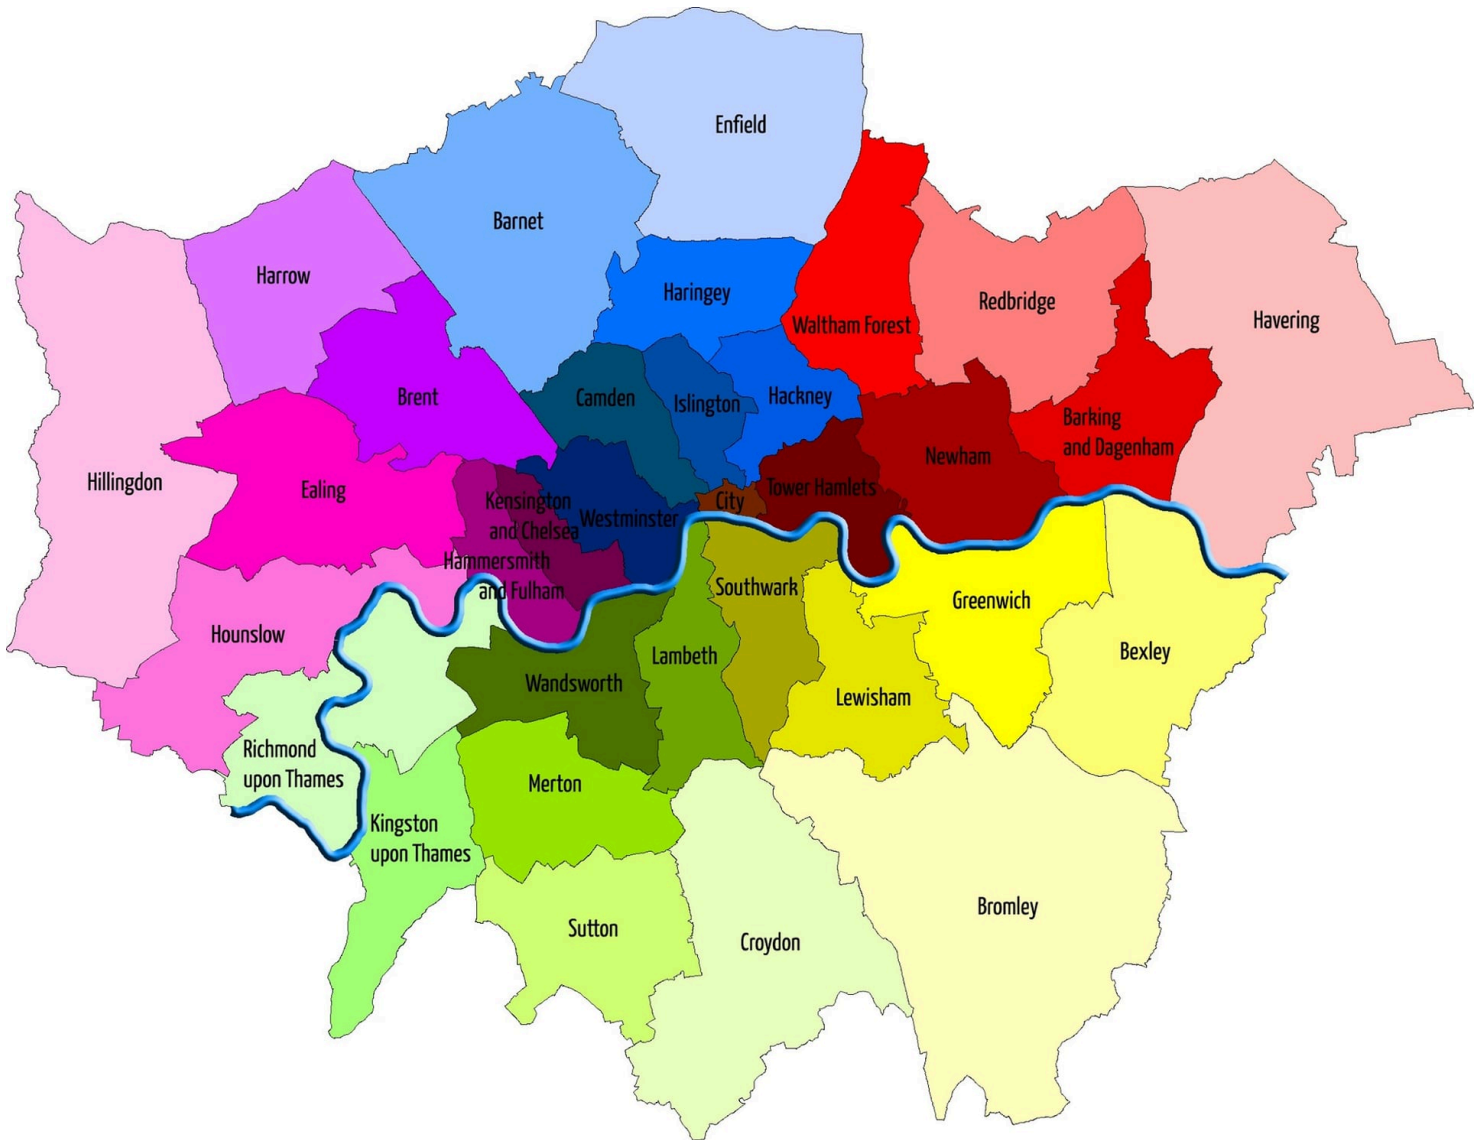 Enfield
Barnet
Harrow
Haringey
Redbridge
Havering
Waltham Forest
Brent
Camden
Islington
Hackney
Barking
and Dagenham
Hillingdon
Ealing
Newham
Tower Hamlets
City
Kensington
and Chelsea
Westminster
Hammersmith
and Fulham
Southwark
Greenwich
Hounslow
Lambeth
Bexley
Wandsworth
Lewisham
Richmond
upon Thames
Merton
Kingston
upon Thames
Bromley
Sutton
Croydon